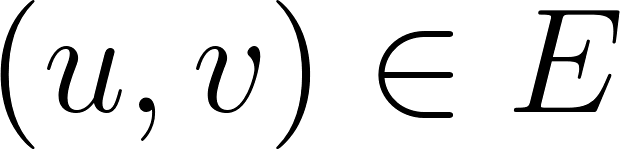 (u, v) ∈ E